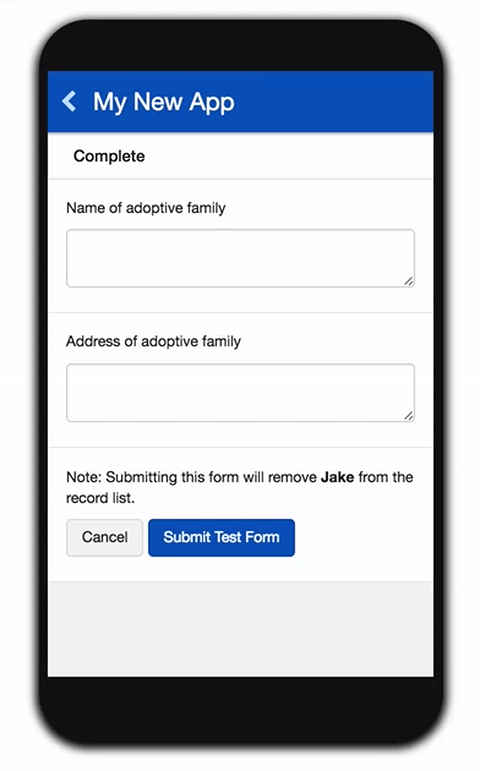 My New App
Complete
Name of adoptive family
Address of adoptive family
Note: Submitting this form will remove Jake from the
record list.
Cancel Submit Test Form